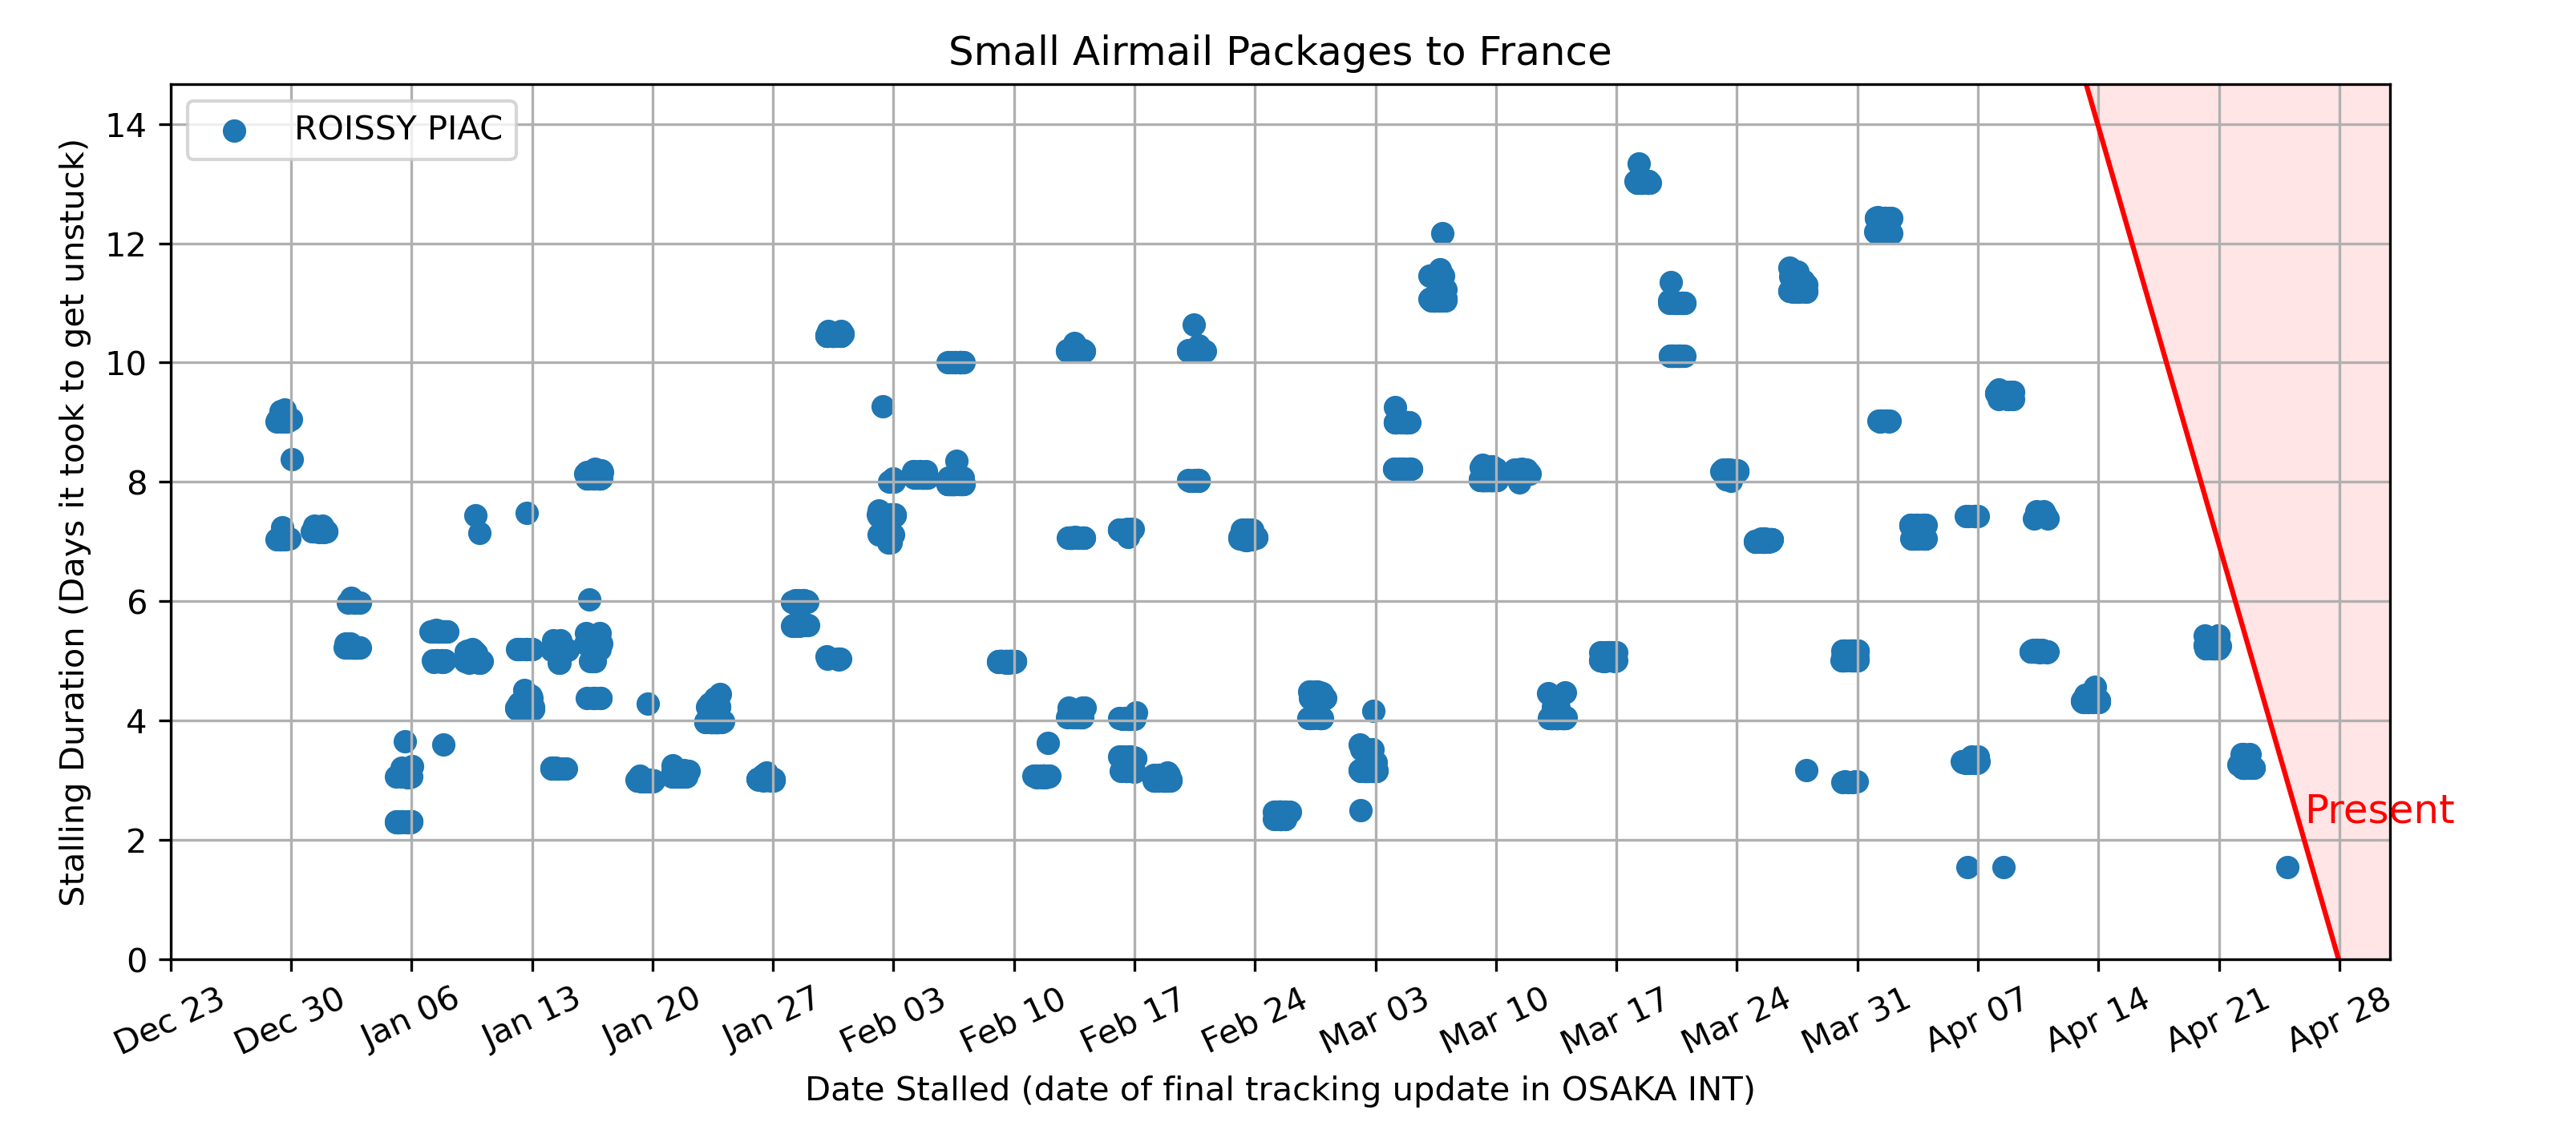 Small Airmail Packages to France
ROISSY PIAC
Stalling Duration (Days it took to get unstuck)
14
12
10
8
6
4
2
0
Present
Dec 23
Dec 30
Jan 06
Jan 13
Jan 20
Jan 27
Feb 03
Feb 10
Feb 17
Feb 24
Mar 03
Mar 10
Mar 17
Mar 24
Mar 31
Apr 07
Apr 14
Apr 21
Apr 28
Date Stalled (date of final tracking update in OSAKA INT)